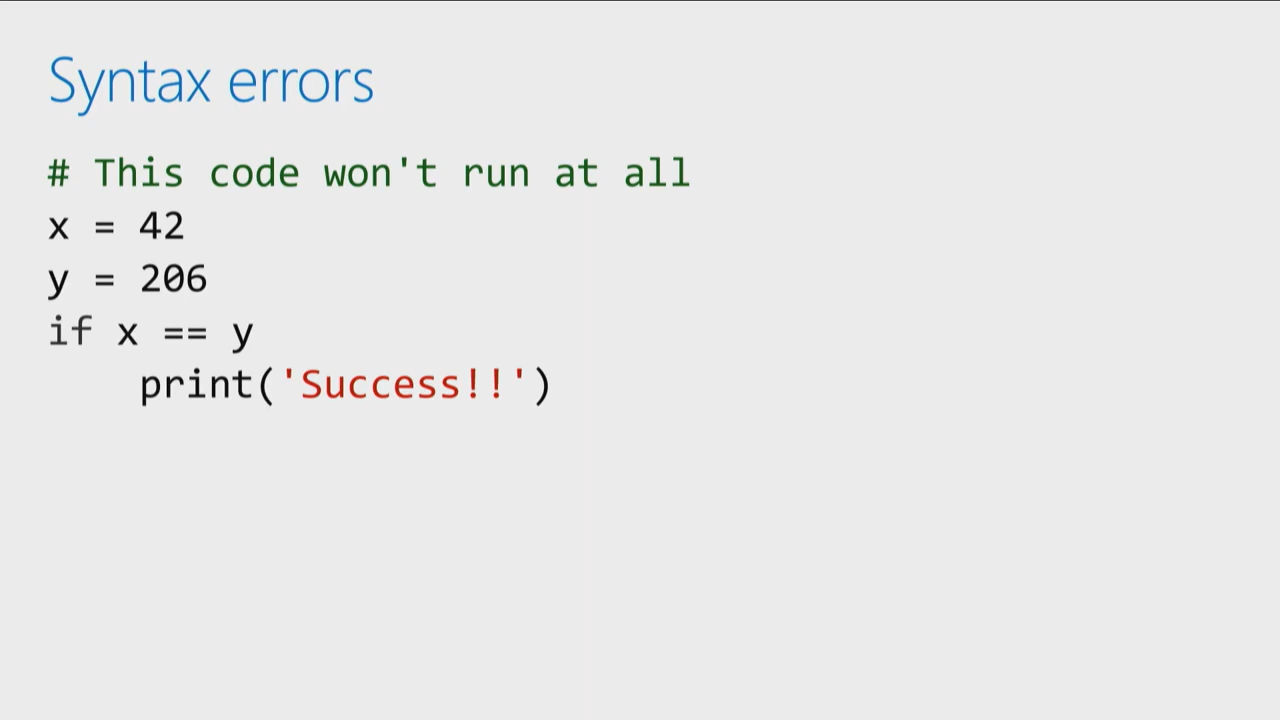 Syntax errors
# This code won't run at all
x = 42
y = 206
if x == y
    print('Success!!')